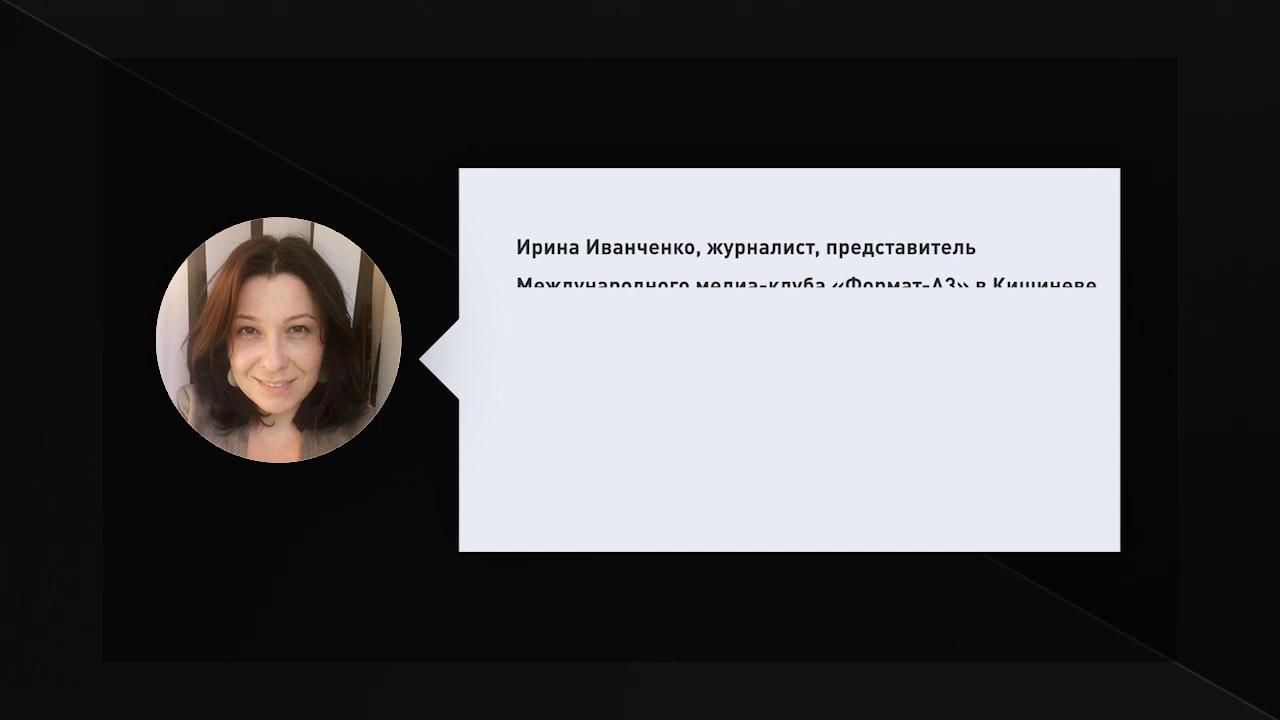 Ирина Иванченко, журналист, представитель
Международного медиа-клуба «Формат-А3» в Кишиневе